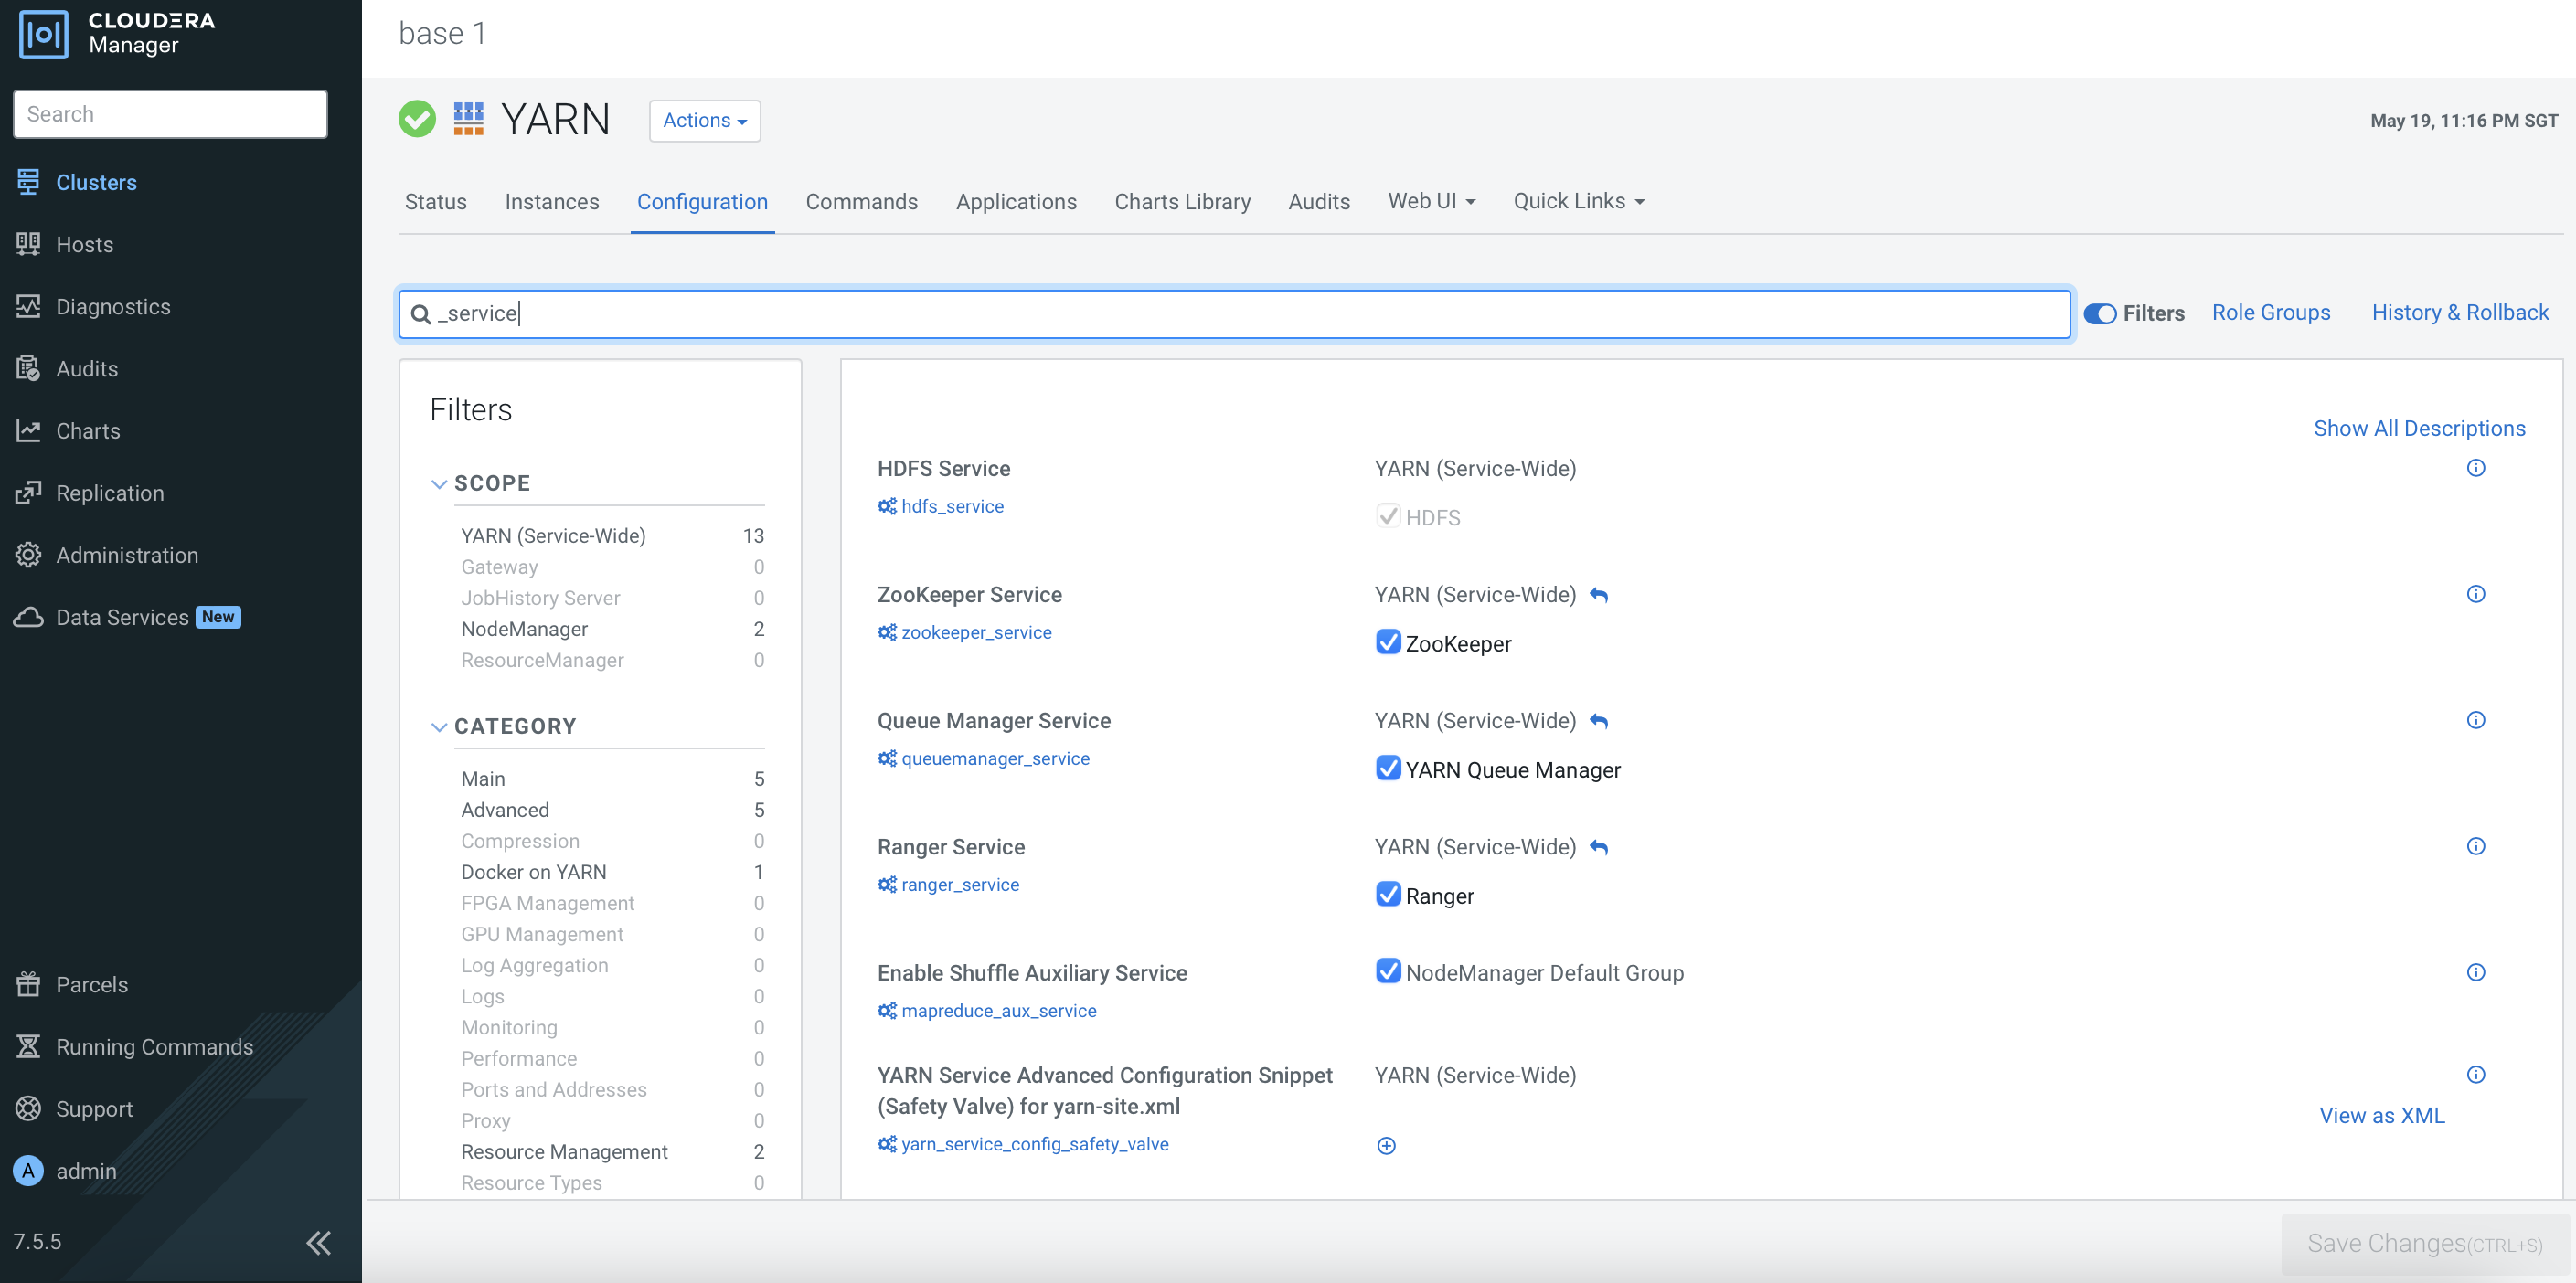 CLOUDERA
Manager
Search
Clusters
Hosts
Diagnostics
Audits
Charts
Replication
Administration
Data Services New
Parcels
Running Commands
Support
A admin
7.5.5
base 1
YARN Actions
May 19, 11:16 PM SGT
Status Instances Configuration Commands Applications Charts Library Audits Web UI Quick Links
_service
Filters Role Groups History & Rollback
Filters
SCOPE
YARN (Service-Wide) 13
Gateway 0
JobHistory Server 0
NodeManager 2
ResourceManager 0
CATEGORY
Main 5
Advanced 5
Compression 0
Docker on YARN 1
FPGA Management 0
GPU Management 0
Log Aggregation 0
Logs 0
Monitoring 0
Performance 0
Ports and Addresses 0
Proxy 0
Resource Management 2
Resource Types 0
Show All Descriptions
HDFS Service YARN (Service-Wide)
hdfs_service HDFS
ZooKeeper Service YARN (Service-Wide)
zookeeper_service ZooKeeper
Queue Manager Service YARN (Service-Wide)
queuemanager_service YARN Queue Manager
Ranger Service YARN (Service-Wide)
ranger_service Ranger
Enable Shuffle Auxiliary Service NodeManager Default Group
mapreduce_aux_service
YARN Service Advanced Configuration Snippet YARN (Service-Wide)
(Safety Valve) for yarn-site.xml View as XML
yarn_service_config_safety_valve
Save Changes(CTRL+S)